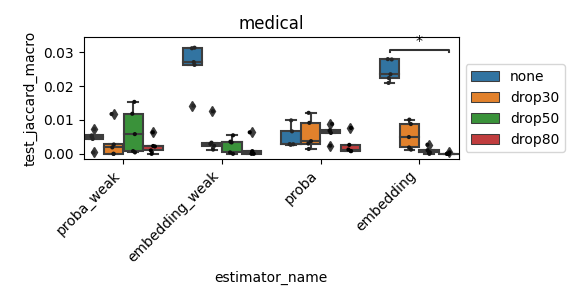 medical
*
test_jaccard_macro
0.03
0.02
0.01
0.00
none
drop30
drop50
drop80
proba_weak
embedding_weak
proba
embedding
estimator_name